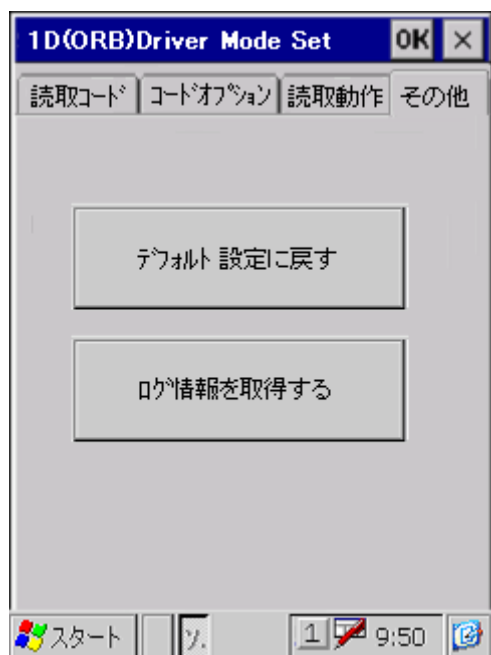 1D(ORB)Driver Mode Set OK ×
読取コード コードオプション 読取動作 その他
デフォルト 設定に戻す
ログ情報を取得する
スタート 1 9:50